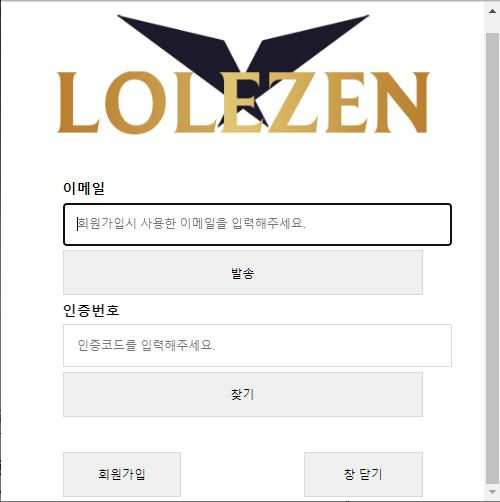 LOLEZEN
이메일
회원가입시 사용한 이메일을 입력해주세요.
발송
인증번호
인증코드를 입력해주세요.
찾기
회원가입
창 닫기